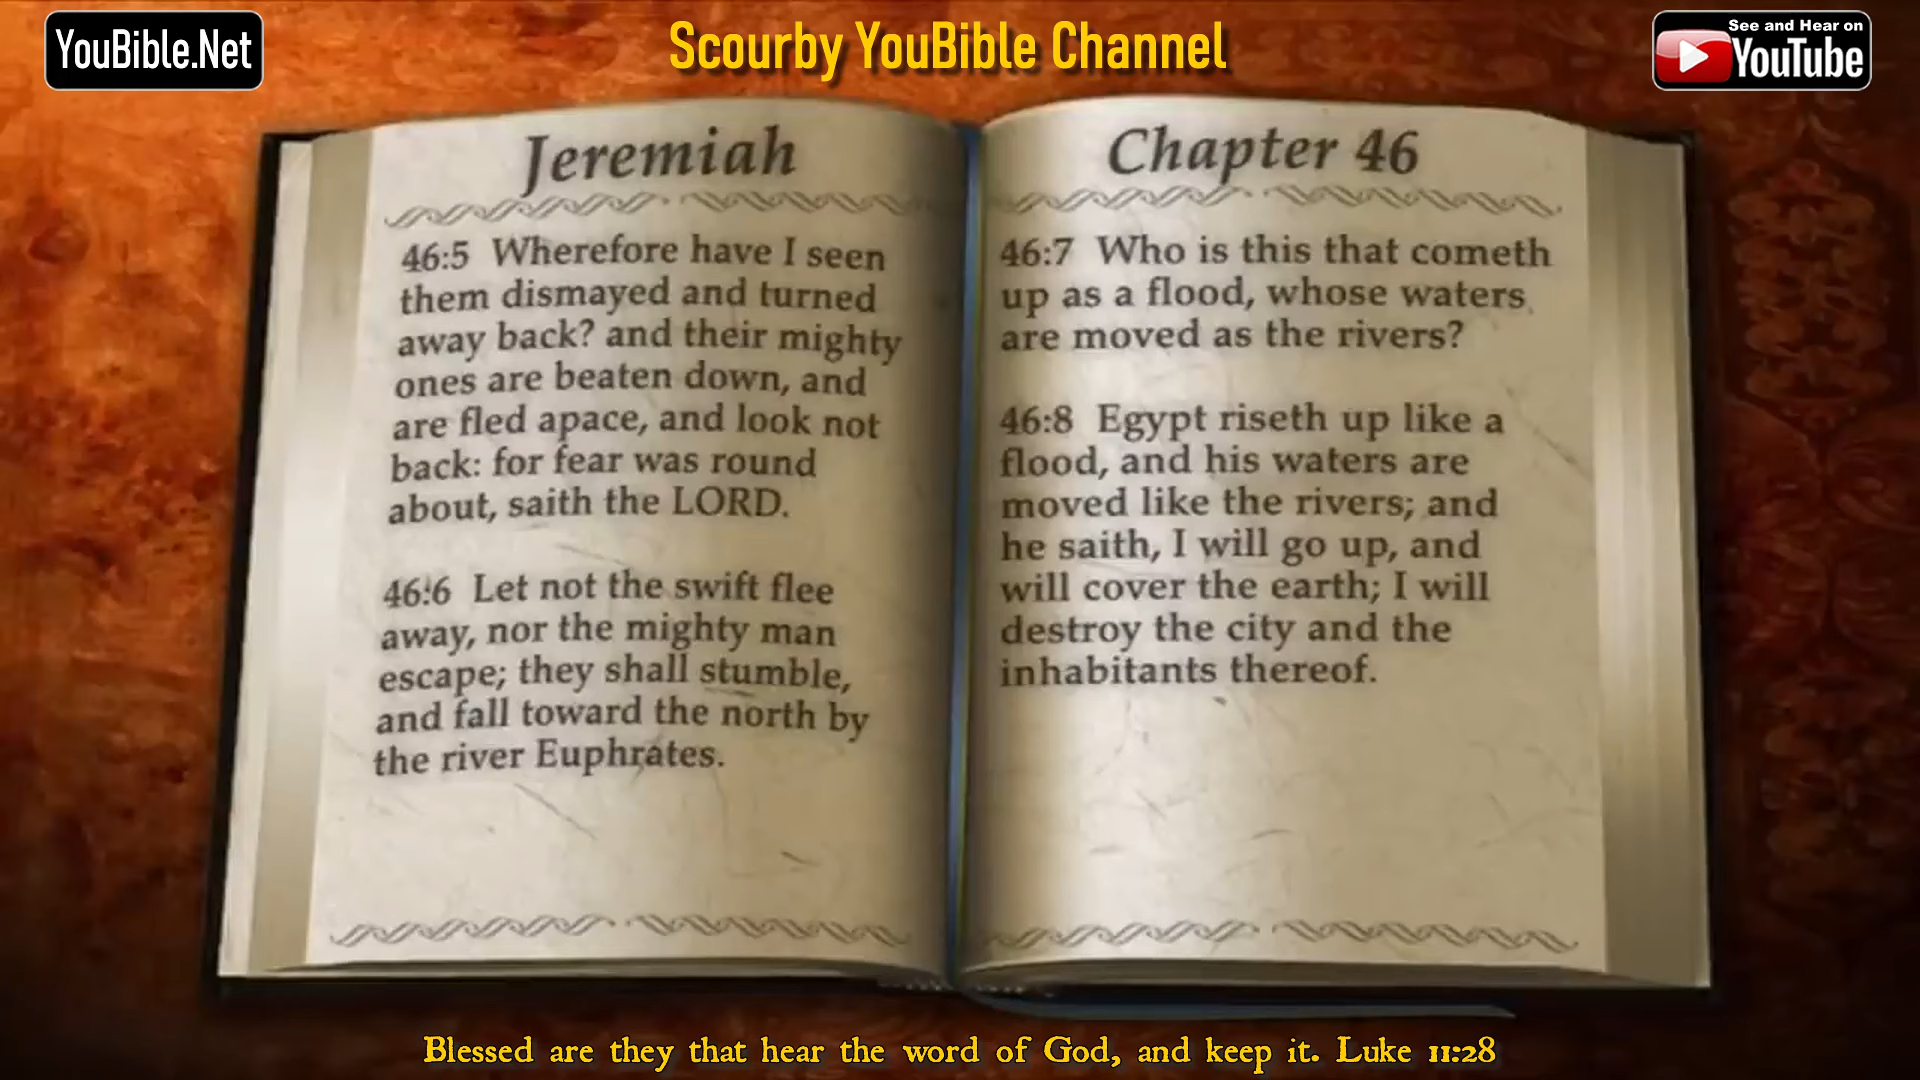 YouBible.Net
Scourby YouBible Channel
See and Hear on
YouTube
Jeremiah
46:5 Wherefore have I seen
them dismayed and turned
away back? and their mighty
ones are beaten down, and
are fled apace, and look not
back: for fear was round
about, saith the LORD.
46:6 Let not the swift flee
away, nor the mighty man
escape; they shall stumble,
and fall toward the north by
the river Euphrates.
Chapter 46
46:7 Who is this that cometh
up as a flood, whose waters
are moved as the rivers?
46:8 Egypt riseth up like a
flood, and his waters are
moved like the rivers; and
he saith, I will go up, and
will cover the earth; I will
destroy the city and the
inhabitants thereof.
Blessed are they that hear the word of God, and keep it. Luke 11:28